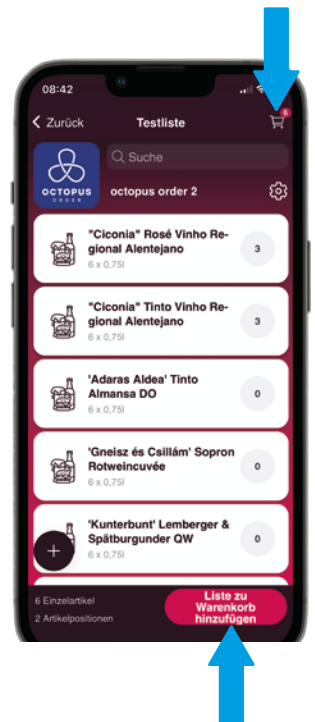 08:42
Zurück
Testliste
6
Suche
OCTOPUS
ORDER
octopus order 2
"Ciconia" Rosé Vinho Re-
gional Alentejano
6 x 0,75l
3
"Ciconia" Tinto Vinho Re-
gional Alentejano
6 x 0,75l
3
'Adaras Aldea' Tinto
Almansa DO
6 x 0,75l
0
'Gneisz és Csillám' Sopron
Rotweincuvée
6 x 0,75l
0
'Kunterbunt' Lemberger &
Spätburgunder QW
6 x 0,75l
0
+
6 Einzelartikel
2 Artikelpositionen
Liste zu
Warenkorb
hinzufügen